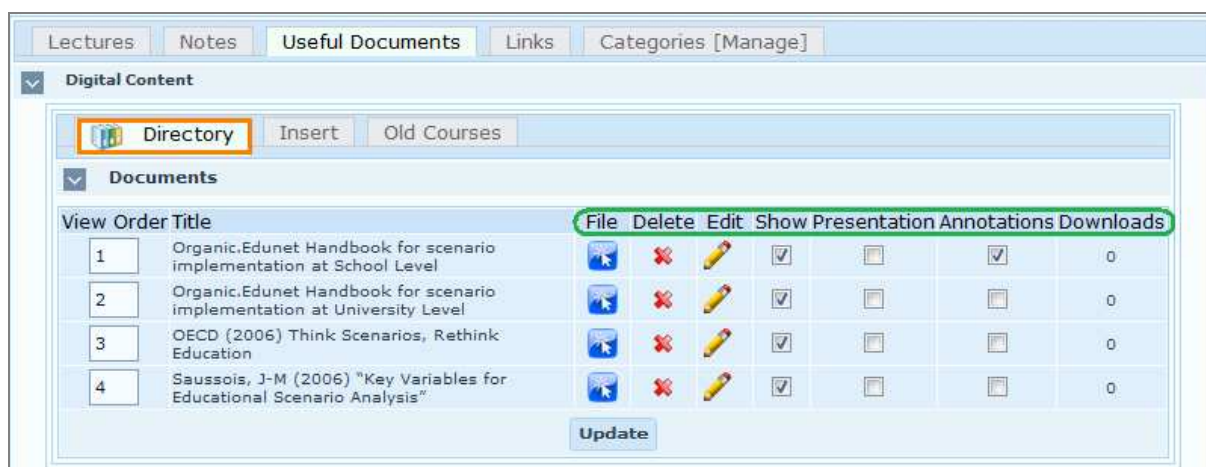 Lectures Notes Useful Documents Links Categories [Manage]
Digital Content
Directory Insert Old Courses
Documents
View Order Title File Delete Edit Show Presentation Annotations Downloads
1 Organic.Edunet Handbook for scenario
implementation at School Level 0
2 Organic.Edunet Handbook for scenario
implementation at University Level 0
3 OECD (2006) Think Scenarios, Rethink
Education 0
4 Saussois, J-M (2006) “Key Variables for
Educational Scenario Analysis” 0
Update